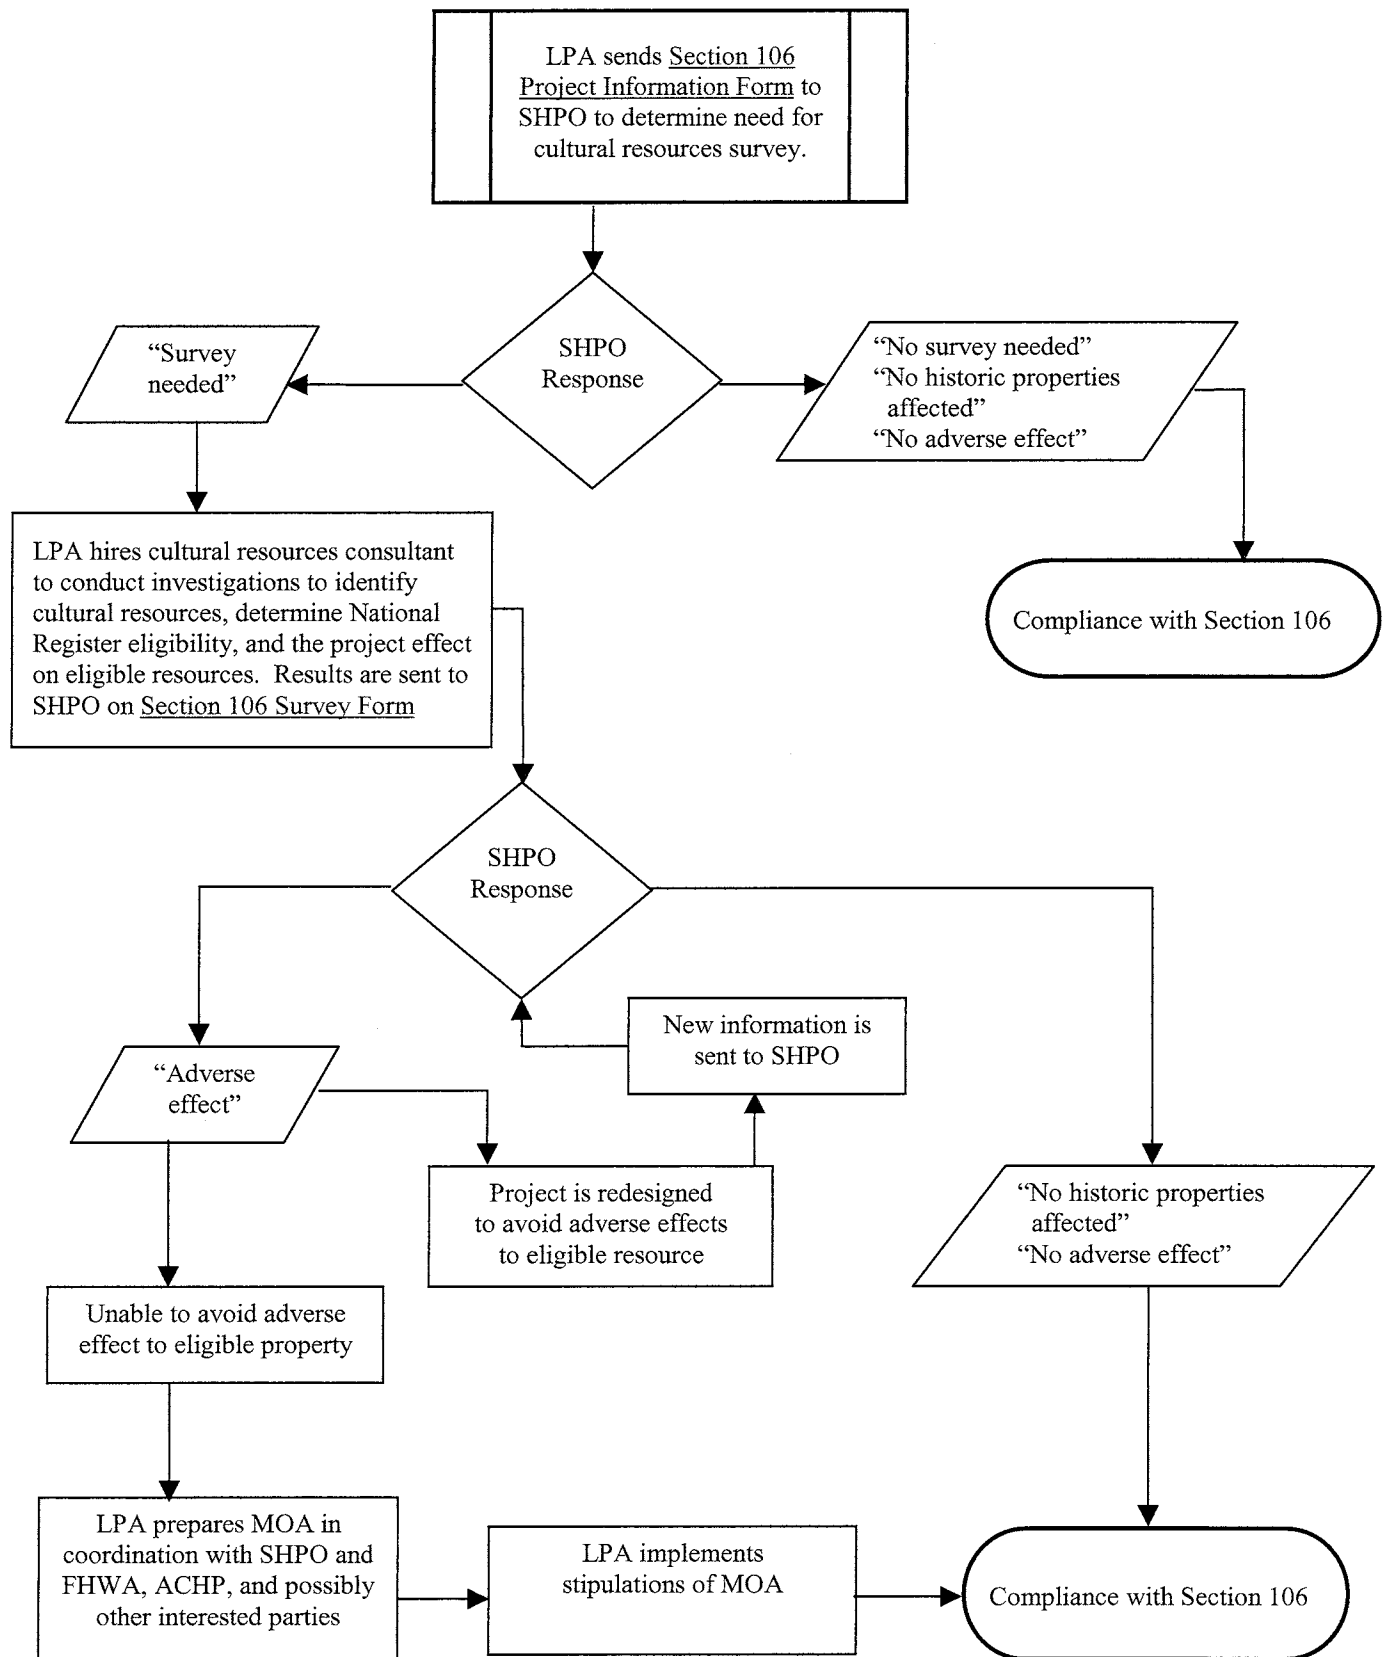 LPA sends Section 106
Project Information Form to
SHPO to determine need for
cultural resources survey.
SHPO
Response
“Survey
needed”
“No survey needed”
“No historic properties
affected”
“No adverse effect”
LPA hires cultural resources consultant
to conduct investigations to identify
cultural resources, determine National
Register eligibility, and the project effect
on eligible resources. Results are sent to
SHPO on Section 106 Survey Form
Compliance with Section 106
SHPO
Response
New information is
sent to SHPO
“Adverse
effect”
Project is redesigned
to avoid adverse effects
to eligible resource
“No historic properties
affected”
“No adverse effect”
Unable to avoid adverse
effect to eligible property
LPA prepares MOA in
coordination with SHPO and
FHWA, ACHP, and possibly
other interested parties
LPA implements
stipulations of MOA
Compliance with Section 106